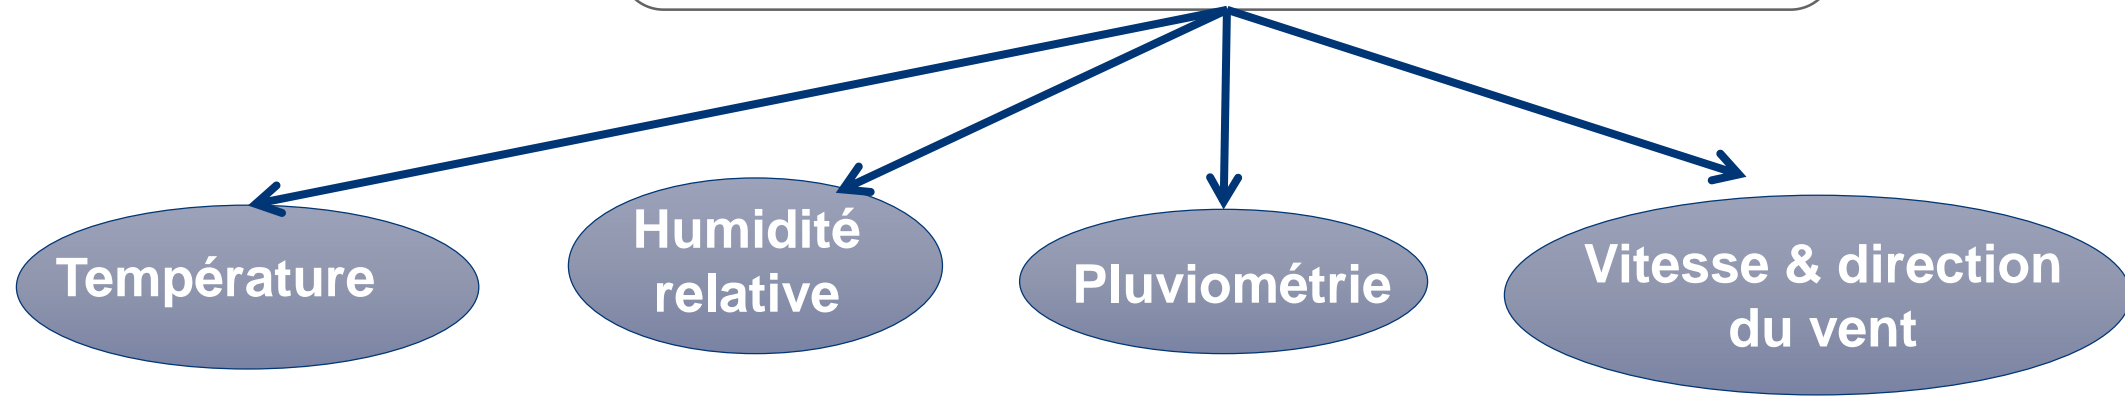 Température
Humidité
relative
Pluviométrie
Vitesse & direction
du vent